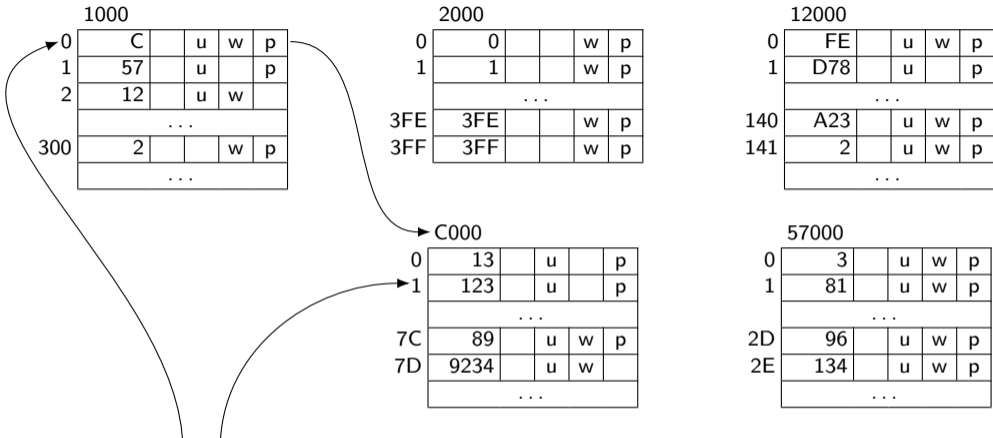 1000
0 C u w p
1 57 u p
2 12 u w
...
300 2 w p
...
2000
0 0 w p
1 1 w p
...
3FE 3FE w p
3FF 3FF w p
12000
0 FE u w p
1 D78 u p
...
140 A23 u w p
141 2 u w p
...
C000
0 13 u p
1 123 u p
...
7C 89 u w p
7D 9234 u w
...
57000
0 3 u w p
1 81 u w p
...
2D 96 u w p
2E 134 u w p
...